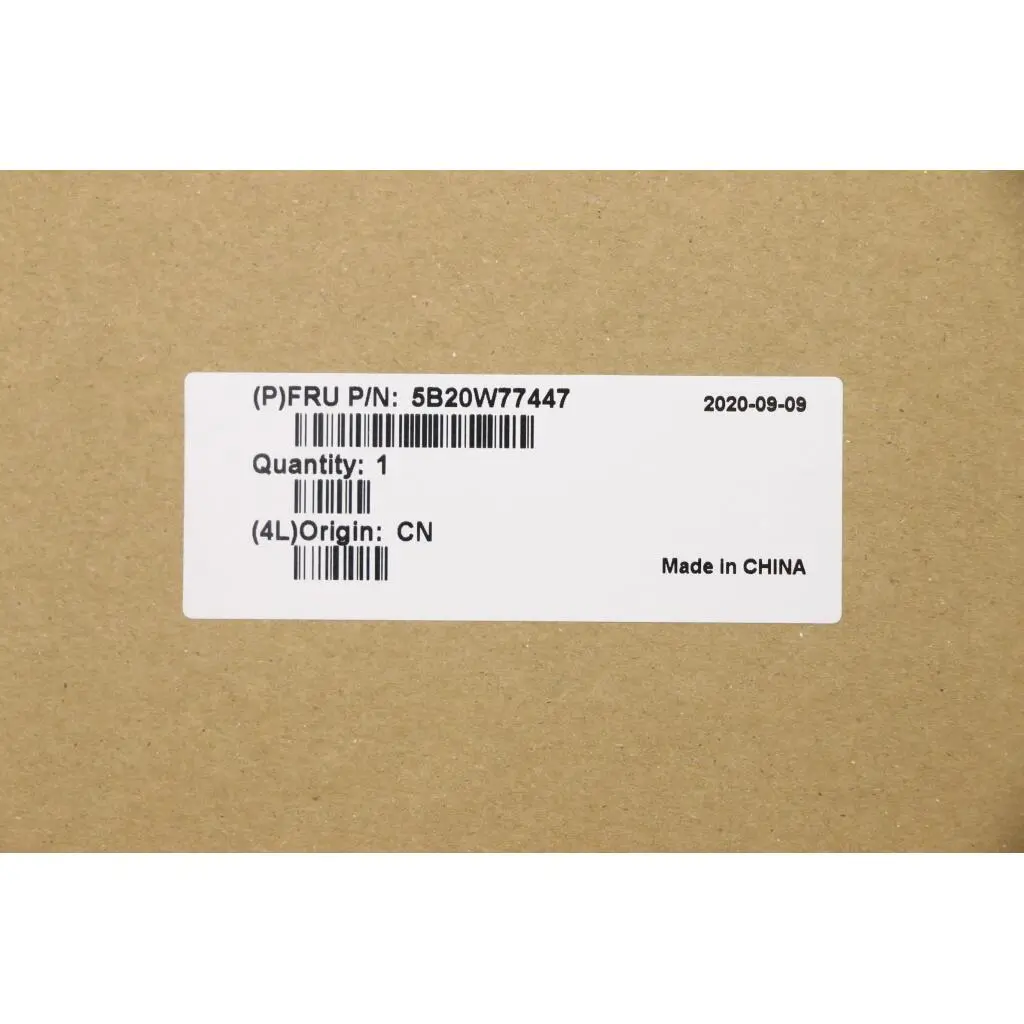 (P)FRU P/N: 5B20W77447
2020-09-09
Quantity: 1
(4L)Origin: CN
Made in CHINA